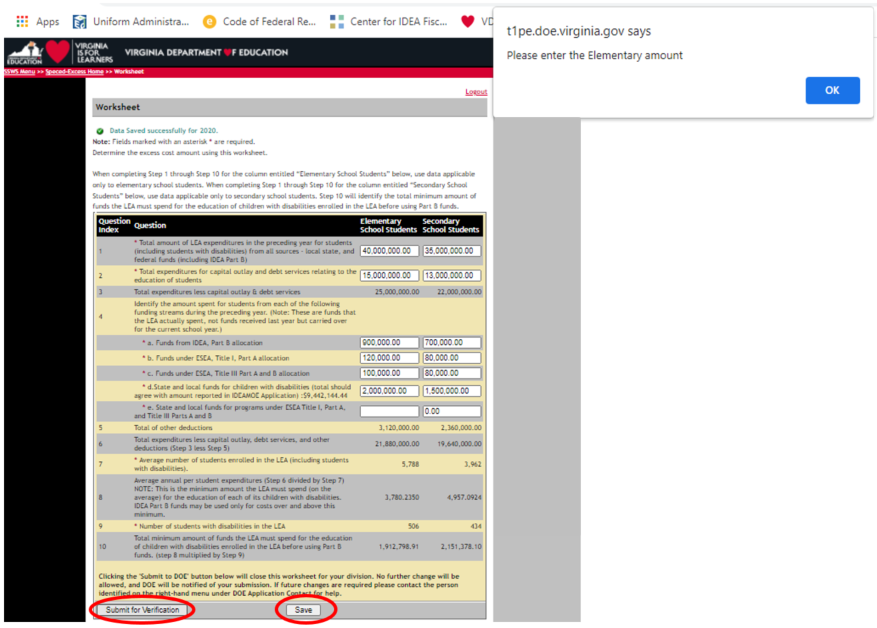 Apps
Uniform Administra...
Code of Federal Re...
Center for IDEA Fisc...
VD
t1pe.doe.virginia.gov says
Please enter the Elementary amount
OK
EDUCATION
VIRGINIA
IS FOR
LEARNERS
VIRGINIA DEPARTMENT OF EDUCATION
SSWS Menu >> Spaced-Excess Home >> Worksheet
Logout
Worksheet
Data Saved successfully for 2020.
Note: Fields marked with an asterisk * are required.
Determine the excess cost amount using this worksheet.
When completing Step 1 through Step 10 for the column entitled "Elementary School Students" below, use data applicable
only to elementary school students. When completing Step 1 through Step 10 for the column entitled "Secondary School
Students" below, use data applicable only to secondary school students. Step 10 will identify the total minimum amount of
funds the LEA must spend for the education of children with disabilities enrolled in the LEA before using Part B funds.
Question Index Question Elementary School Students Secondary School Students
1 * Total amount of LEA expenditures in the preceding year for students
(including students with disabilities) from all sources - local state, and 40,000,000.00 35,000,000.00
federal funds (including IDEA Part B)
2 * Total expenditures for capital outlay and debt services relating to the 15,000,000.00 13,000,000.00
education of students
3 Total expenditures less capital outlay & debt services 25,000,000.00 22,000,000.00
4 Identify the amount spent for students from each of the following
funding streams during the preceding year. (Note: These are funds that
the LEA actually spent, not funds received last year but carried over
for the current school year.)
* a. Funds from IDEA, Part B allocation 900,000.00 700,000.00
* b. Funds under ESEA, Title I, Part A allocation 120,000.00 80,000.00
* c. Funds under ESEA, Title III Part A and B allocation 100,000.00 80,000.00
* d.State and local funds for children with disabilities (total should 2,000,000.00 1,500,000.00
agree with amount reported in IDEAMOE Application) :$9,442,144.44
* e. State and local funds for programs under ESEA Title I, Part A, 0.00
and Title III Parts A and B
5 Total of other deductions 3,120,000.00 2,360,000.00
6 Total expenditures less capital outlay, debt services, and other 21,880,000.00 19,640,000.00
deductions (Step 3 less Step 5)
7 * Average number of students enrolled in the LEA (including students 5,788 3,962
with disabilities).
8 Average annual per student expenditures (Step 6 divided by Step 7)
NOTE: This is the minimum amount the LEA must spend (on the
average) for the education of each of its children with disabilities. 3,780.2350 4,957.0924
IDEA Part B funds may be used only for costs over and above this
minimum.
9 * Number of students with disabilities in the LEA 506 434
10 Total minimum amount of funds the LEA must spend for the education
of children with disabilities enrolled in the LEA before using Part B 1,912,798.91 2,151,378.10
funds. (step 8 multiplied by Step 9)
Clicking the 'Submit to DOE' button below will close this worksheet for your division. No further change will be
allowed, and DOE will be notified of your submission. If future changes are required please contact the person
identified on the right-hand menu under DOE Application Contact for help.
Submit for Verification
Save